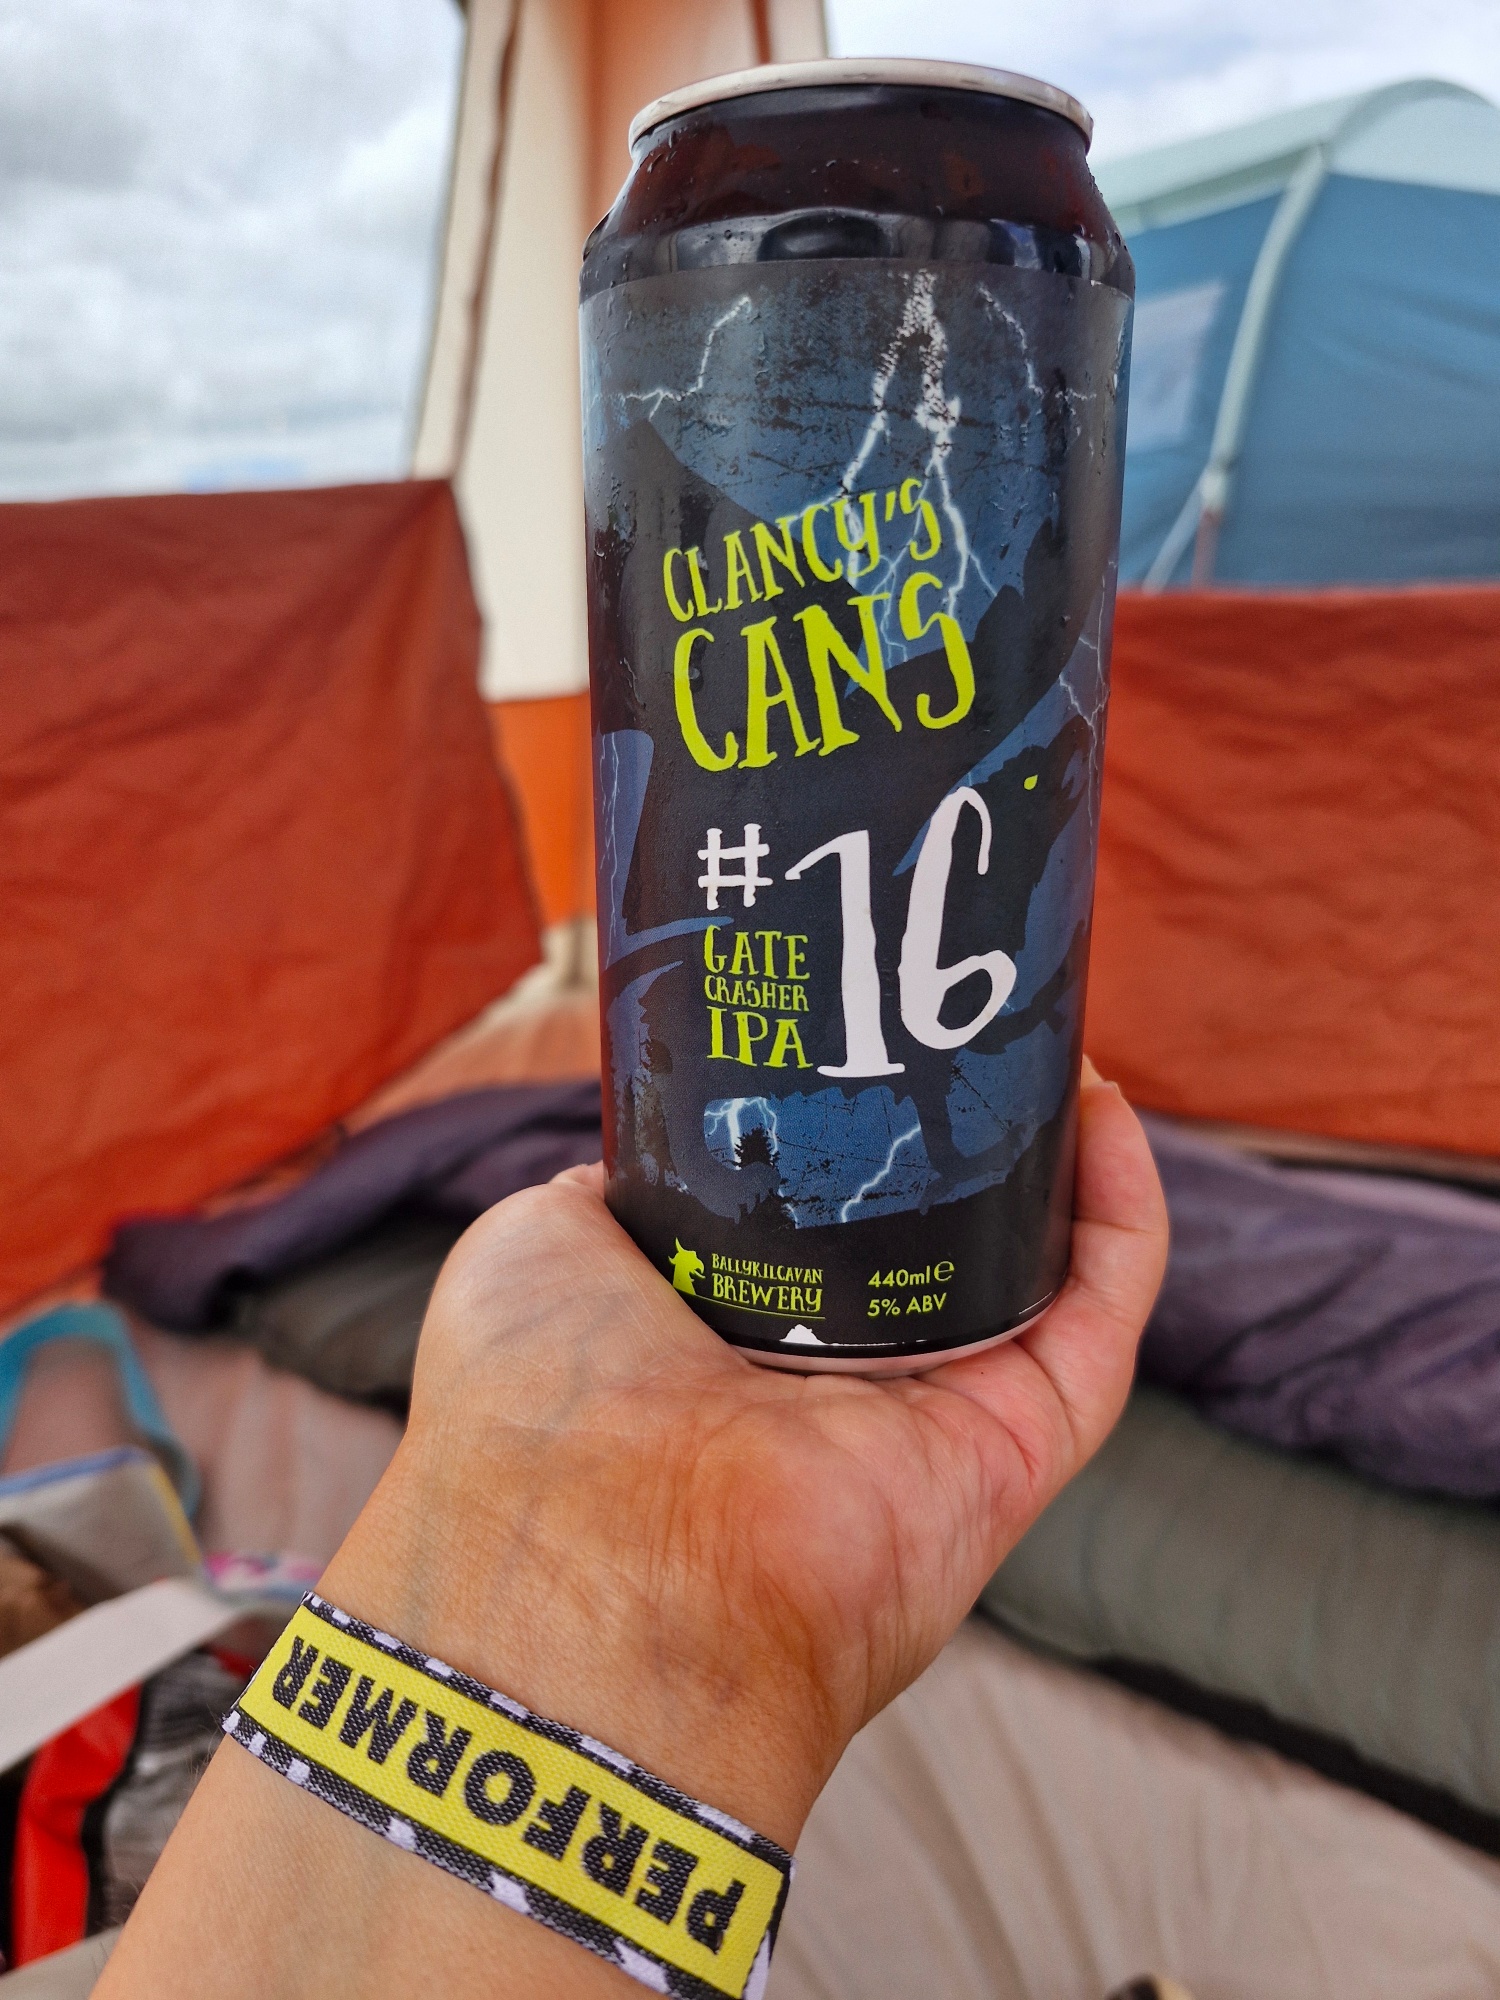 CLANCY'S
CANS
#16
GATE
CRASHER
IPA
BALLYKILCAVAN
BREWERY
440ml e
5% ABV
PERFORMER